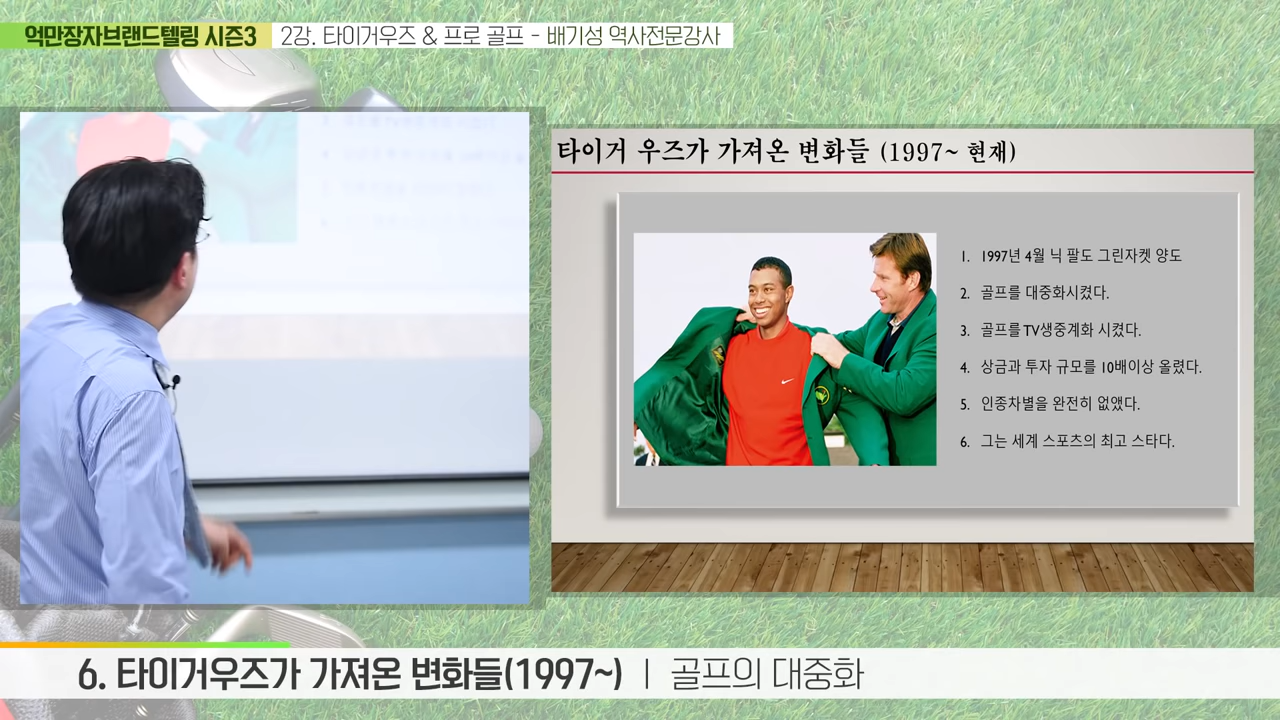 억만장자브랜드텔링 시즌3 2강. 타이거우즈 & 프로 골프 - 배기성 역사전문강사
타이거 우즈가 가져온 변화들 (1997~ 현재)
1. 1997년 4월 닉 팔도 그린자켓 양도
2. 골프를 대중화시켰다.
3. 골프를TV생중계화 시켰다.
4. 상금과 투자 규모를 10배이상 올렸다.
5. 인종차별을 완전히 없앴다.
6. 그는 세계 스포츠의 최고 스타다.
6. 타이거우즈가 가져온 변화들(1997~) | 골프의 대중화